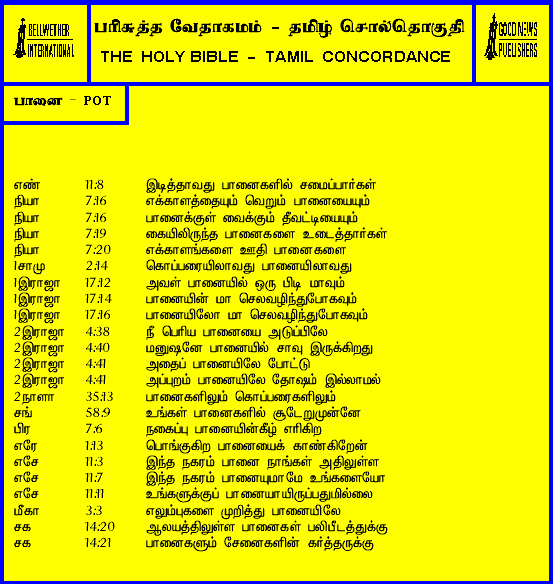 BELLWETHER
INTERNATIONAL
பரிசுத்த வேதாகமம் - தமிழ் சொல்தொகுதி
THE HOLY BIBLE - TAMIL CONCORDANCE
GOOD NEWS
PUBLISHERS
பானை - POT
எண் 11:8 இடித்தாவது பானைகளில் சமைப்பார்கள்
நியா 7:16 எக்காளத்தையும் வெறும் பானையையும்
நியா 7:16 பானைக்குள் வைக்கும் தீவட்டியையும்
நியா 7:19 கையிலிருந்த பானைகளை உடைத்தார்கள்
நியா 7:20 எக்காளங்களை ஊதி பானைகளை
1சாமு 2:14 கொப்பரையிலாவது பானையிலாவது
1இராஜா 17:12 அவள் பானையில் ஒரு பிடி மாவும்
1இராஜா 17:14 பானையின் மா செலவழிந்துபோகவும்
1இராஜா 17:16 பானையிலே மா செலவழிந்துபோகவும்
2இராஜா 4:38 நீ பெரிய பானையை அடுப்பிலே
2இராஜா 4:40 மனுஷனே பானையில் சாவு இருக்கிறது
2இராஜா 4:41 அதைப் பானையிலே போட்டு
2இராஜா 4:41 அப்புறம் பானையிலே தோஷம் இல்லாமல்
2நாளா 35:13 பானைகளிலும் கொப்பரைகளிலும்
சங் 58:9 உங்கள் பானைகளில் சூடேறுமுன்னே
பிர 7:6 நகைப்பு பானையின்கீழ் எரிகிற
எரே 1:13 பொங்குகிற பானையைக் காண்கிறேன்
எசே 11:3 இந்த நகரம் பானை நாங்கள் அதிலுள்ள
எசே 11:7 இந்த நகரம் பானையுமாமே உங்களையோ
எசே 11:11 உங்களுக்குப் பானையாயிருப்பதுமில்லை
மீகா 3:3 எலும்புகளை முறித்து பானையிலே
சக 14:20 ஆலயத்திலுள்ள பானைகள் பலிபீடத்துக்கு
சக 14:21 பானைகளும் சேனைகளின் கர்த்தருக்கு